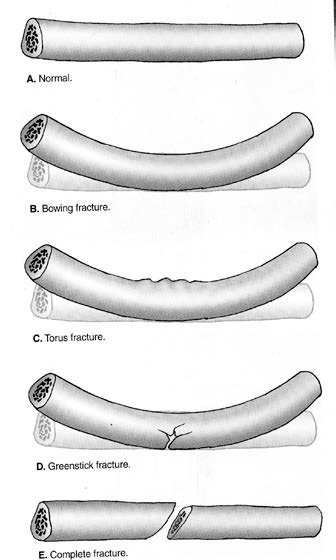 A. Normal.
B. Bowing fracture.
C. Torus fracture.
D. Greenstick fracture.
E. Complete fracture.